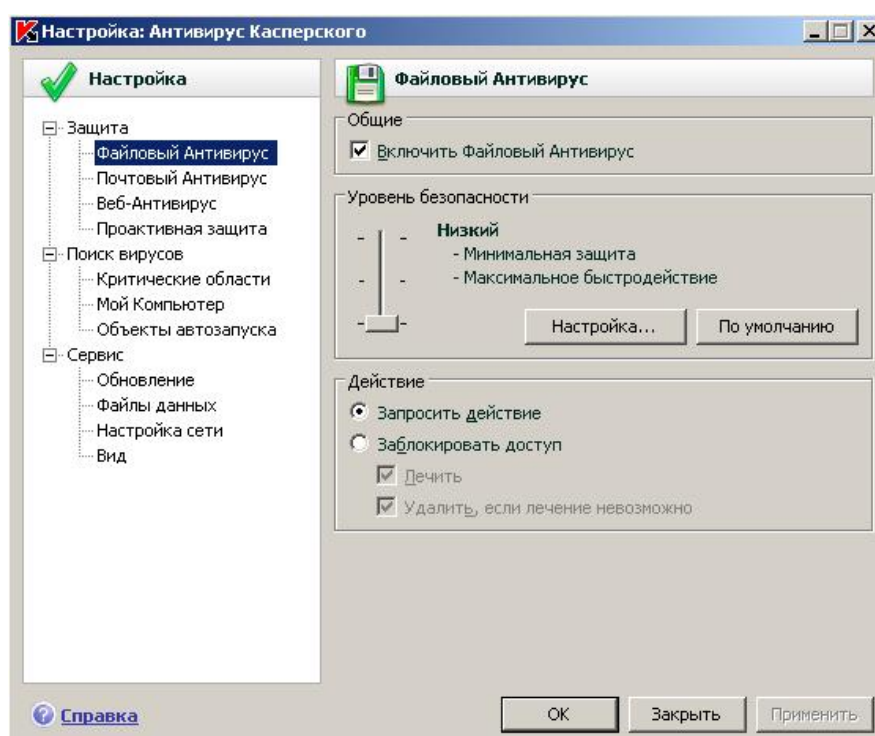 Настройка: Антивирус Касперского
Настройка
Защита
Файловый Антивирус
Почтовый Антивирус
Веб-Антивирус
Проактивная защита
Поиск вирусов
Критические области
Мой Компьютер
Объекты автозапуска
Сервис
Обновление
Файлы данных
Настройка сети
Вид
Файловый Антивирус
Общие
Включить Файловый Антивирус
Уровень безопасности
Низкий
- Минимальная защита
- Максимальное быстродействие
Настройка...
По умолчанию
Действие
Запросить действие
Заблокировать доступ
Лечить
Удалить, если лечение невозможно
Справка
ОК
Закрыть
Применить